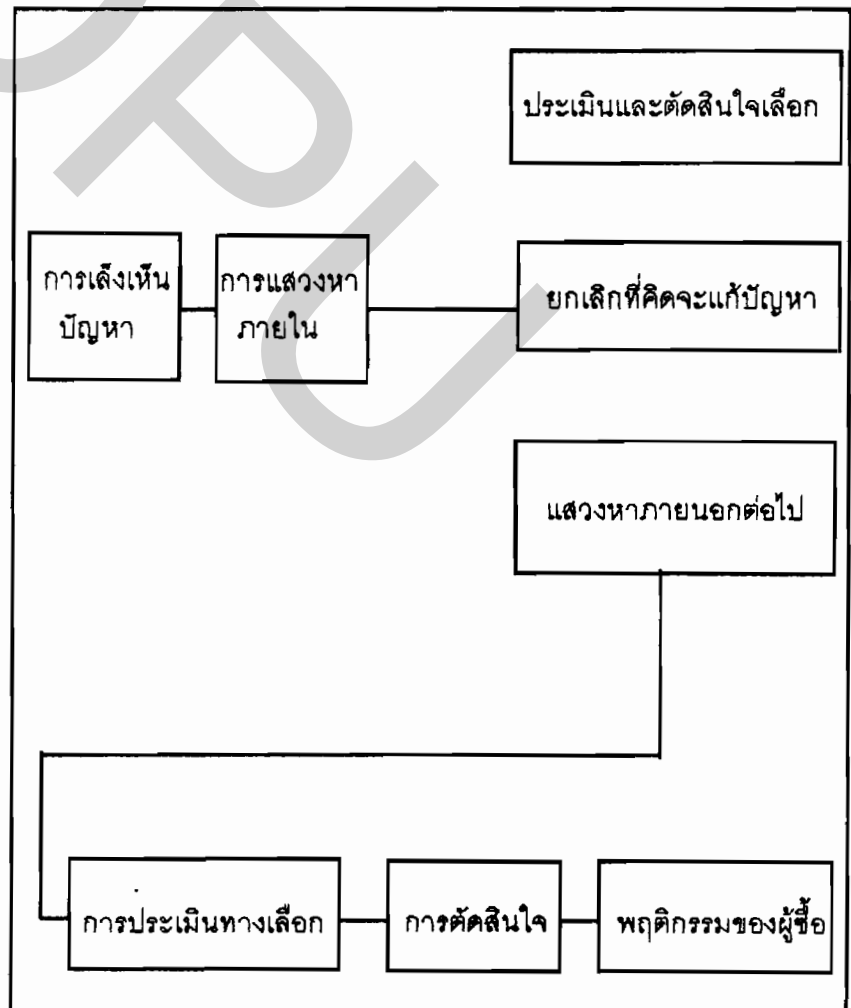 ประเมินและตัดสินใจเลือก
การเล็งเห็น
ปัญหา
การแสวงหา
ภายใน
ยกเลิกที่คิดจะแก้ปัญหา
แสวงหาภายนอกต่อไป
การประเมินทางเลือก
การตัดสินใจ
พฤติกรรมของผู้ซื้อ